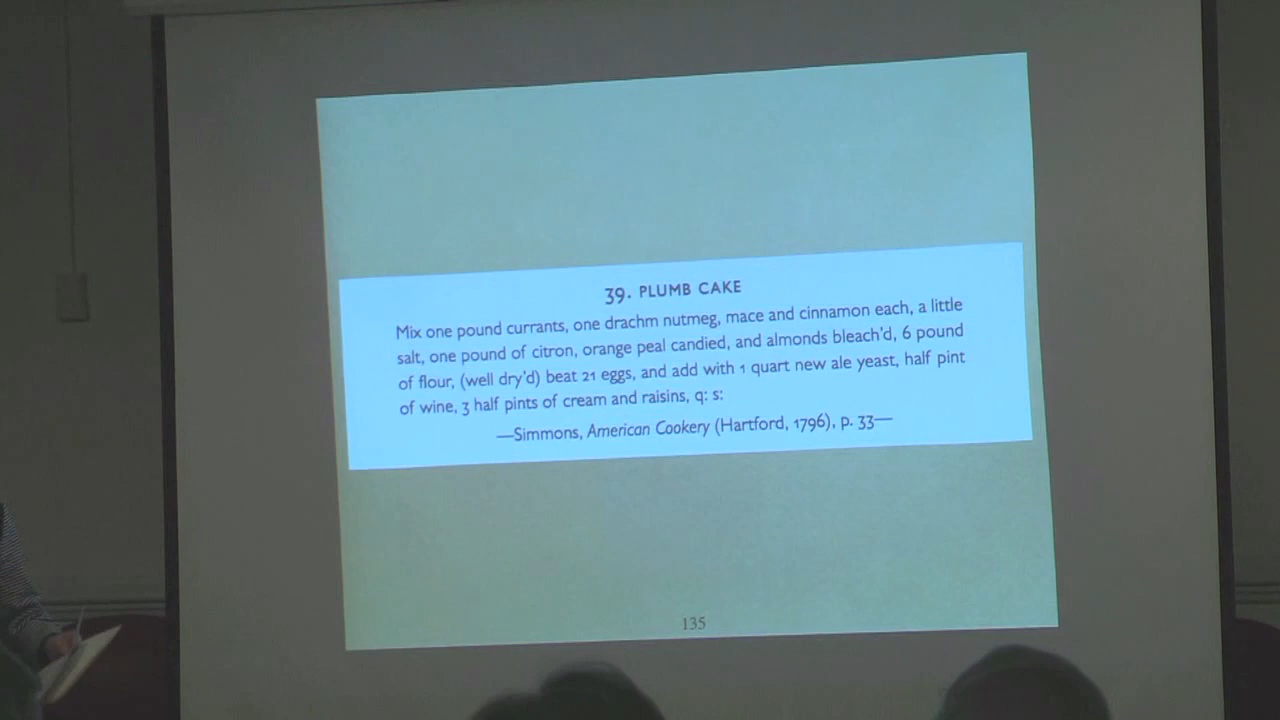 39. PLUMB CAKE
Mix one pound currants, one drachm nutmeg, mace and cinnamon each, a little
salt, one pound of citron, orange peal candied, and almonds bleach'd, 6 pound
of flour, (well dry'd) beat 21 eggs, and add with 1 quart new ale yeast, half pint
of wine, 3 half pints of cream and raisins, q: s:
—Simmons, American Cookery (Hartford, 1796), p. 33—
135